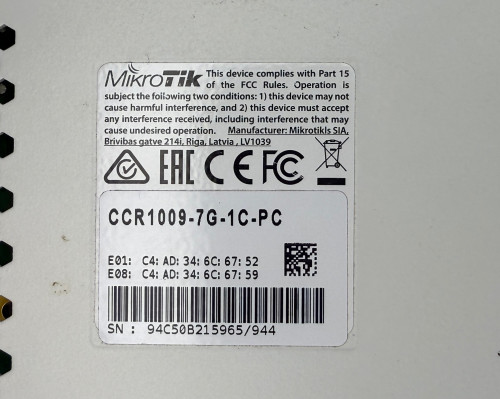 MikroTik This device complies with Part 15
of the FCC Rules. Operation is
subject the following two conditions: 1) this device may not
cause harmful interference, and 2) this device must accept
any interference received, including interference that may
cause undesired operation. Manufacturer: Mikrotikls SIA,
Brivibas gatve 214i, Riga, Latvia , LV1039
EAC CE FC
CCR1009-7G-1C-PC
E01: C4: AD: 34: 6C: 67: 52
E08: C4: AD: 34: 6C: 67: 59
SN : 94C50B215965/944